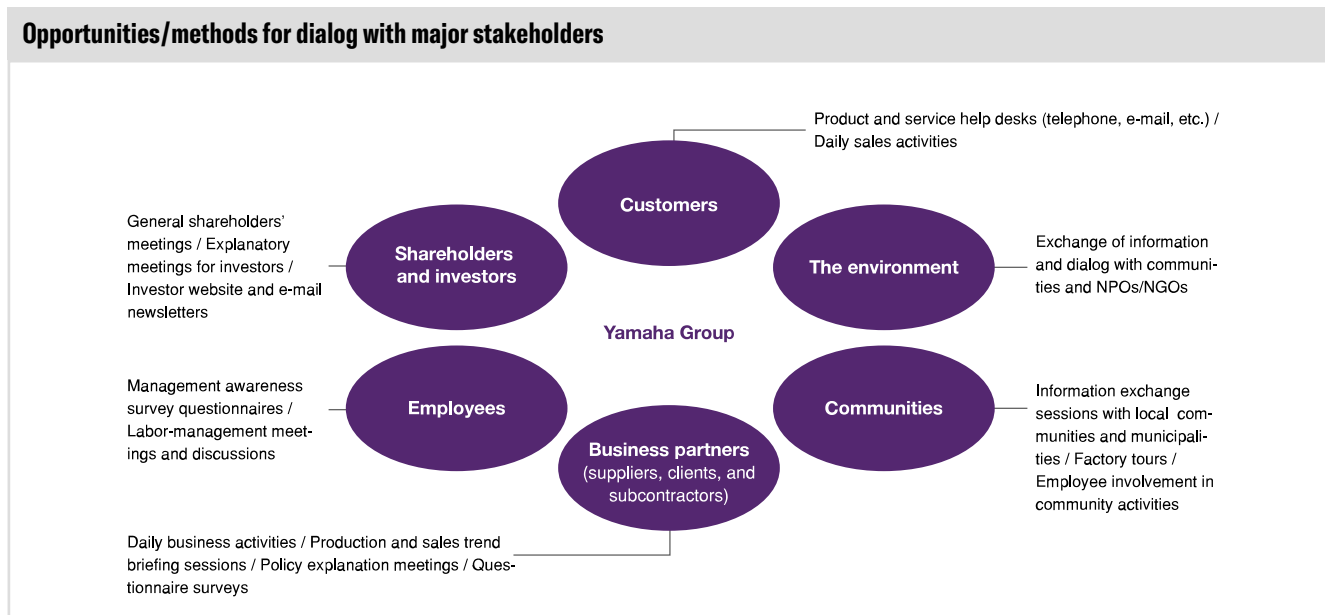 Opportunities/methods for dialog with major stakeholders
Product and service help desks (telephone, e-mail, etc.) /
Daily sales activities
Customers
General shareholders'
meetings / Explanatory
meetings for investors /
Investor website and e-mail
newsletters
Shareholders
and investors
The environment
Exchange of information
and dialog with communi-
ties and NPOs/NGOs
Yamaha Group
Management awareness
survey questionnaires /
Labor-management meet-
ings and discussions
Employees
Communities
Information exchange
sessions with local com-
munities and municipali-
ties / Factory tours /
Employee involvement in
community activities
Business partners
(suppliers, clients, and
subcontractors)
Daily business activities / Production and sales trend
briefing sessions / Policy explanation meetings / Ques-
tionnaire surveys